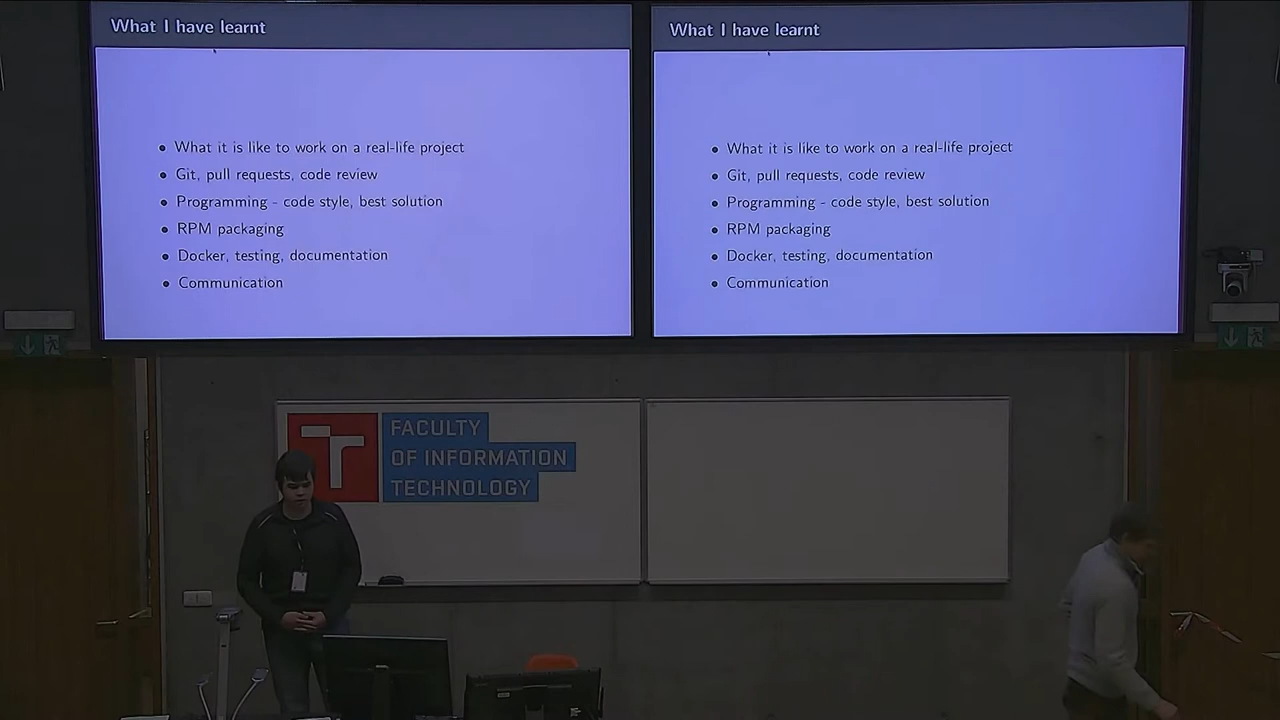 What I have learnt
What it is like to work on a real-life project
Git, pull requests, code review
Programming - code style, best solution
RPM packaging
Docker, testing, documentation
Communication
What I have learnt
What it is like to work on a real-life project
Git, pull requests, code review
Programming - code style, best solution
RPM packaging
Docker, testing, documentation
Communication
T
FACULTY
OF INFORMATION
TECHNOLOGY